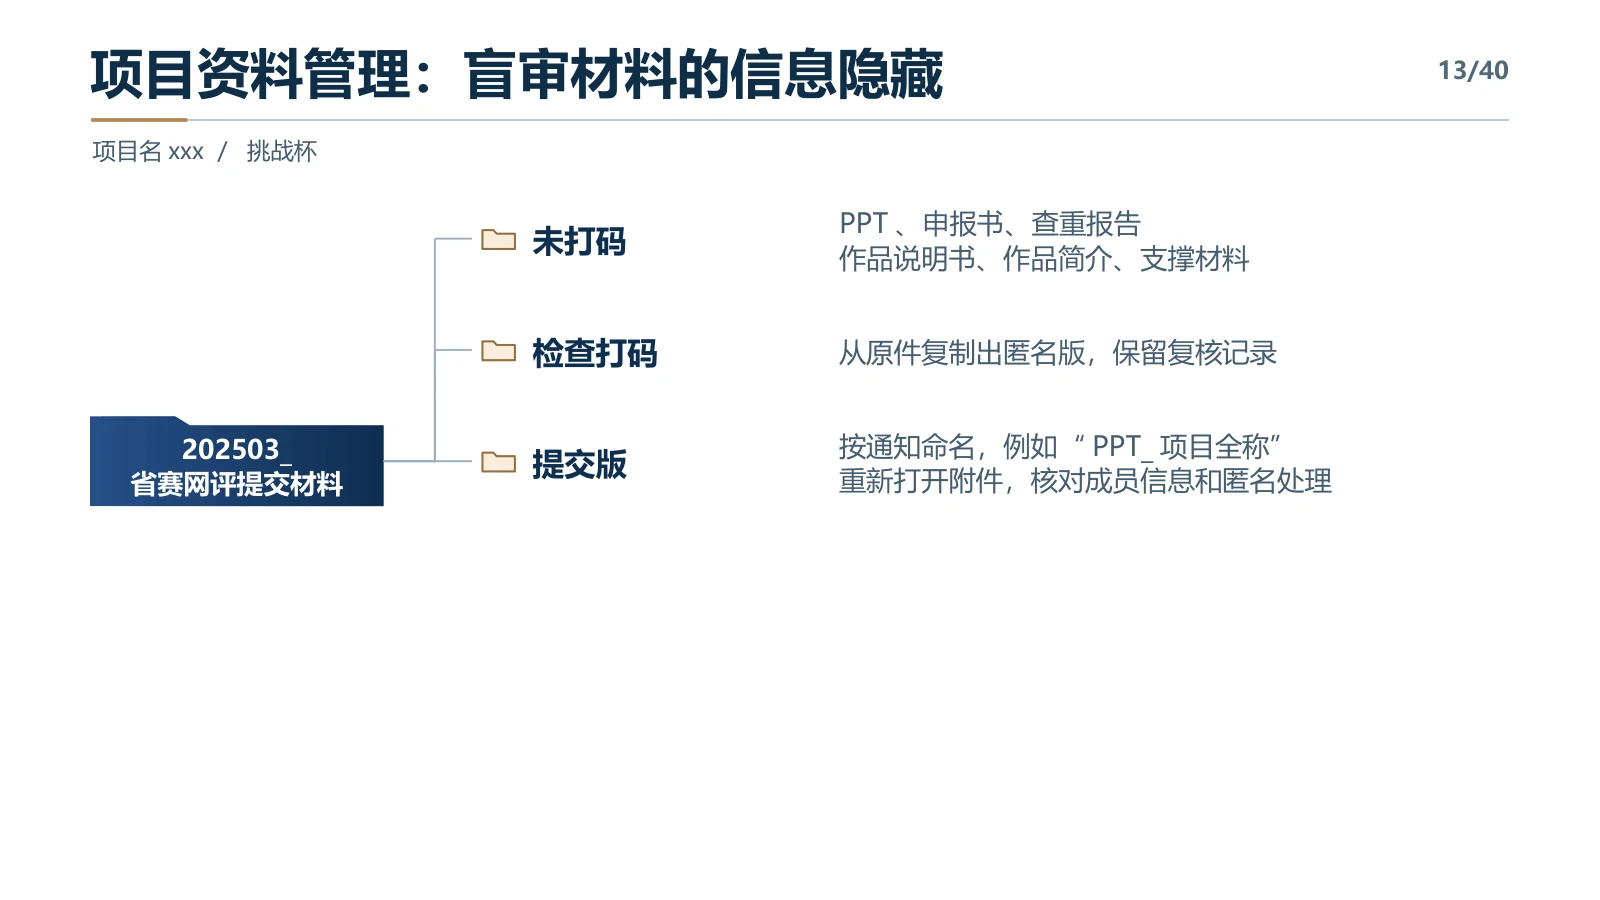 项目资料管理：盲审材料的信息隐藏
13/40
项目名 xxx / 挑战杯
未打码
PPT 、申报书、查重报告
作品说明书、作品简介、支撑材料
检查打码
从原件复制出匿名版，保留复核记录
202503_
省赛网评提交材料
提交版
按通知命名，例如 “ PPT_ 项目全称”
重新打开附件，核对成员信息和匿名处理